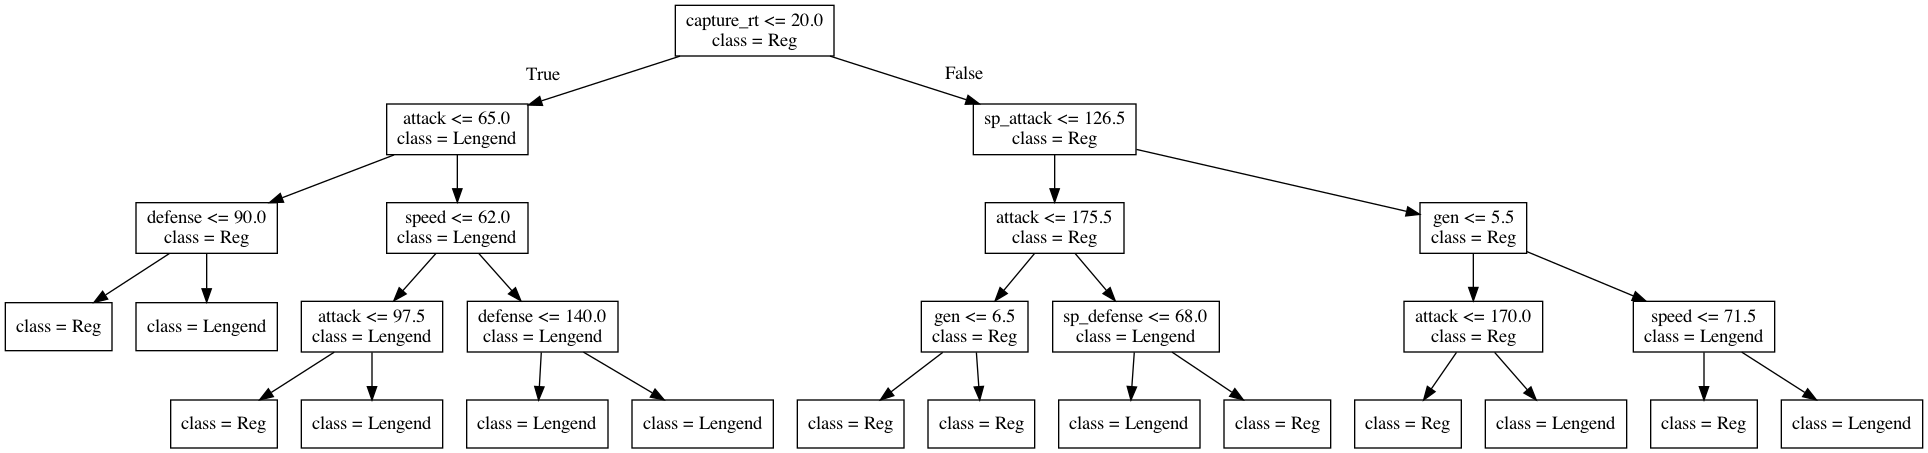 capture_rt <= 20.0
class = Reg
True
False
attack <= 65.0
class = Lengend
sp_attack <= 126.5
class = Reg
defense <= 90.0
class = Reg
speed <= 62.0
class = Lengend
attack <= 175.5
class = Reg
gen <= 5.5
class = Reg
class = Reg
class = Lengend
attack <= 97.5
class = Lengend
defense <= 140.0
class = Lengend
gen <= 6.5
class = Reg
sp_defense <= 68.0
class = Lengend
attack <= 170.0
class = Reg
speed <= 71.5
class = Lengend
class = Reg
class = Lengend
class = Lengend
class = Lengend
class = Reg
class = Reg
class = Lengend
class = Reg
class = Reg
class = Lengend
class = Reg
class = Lengend